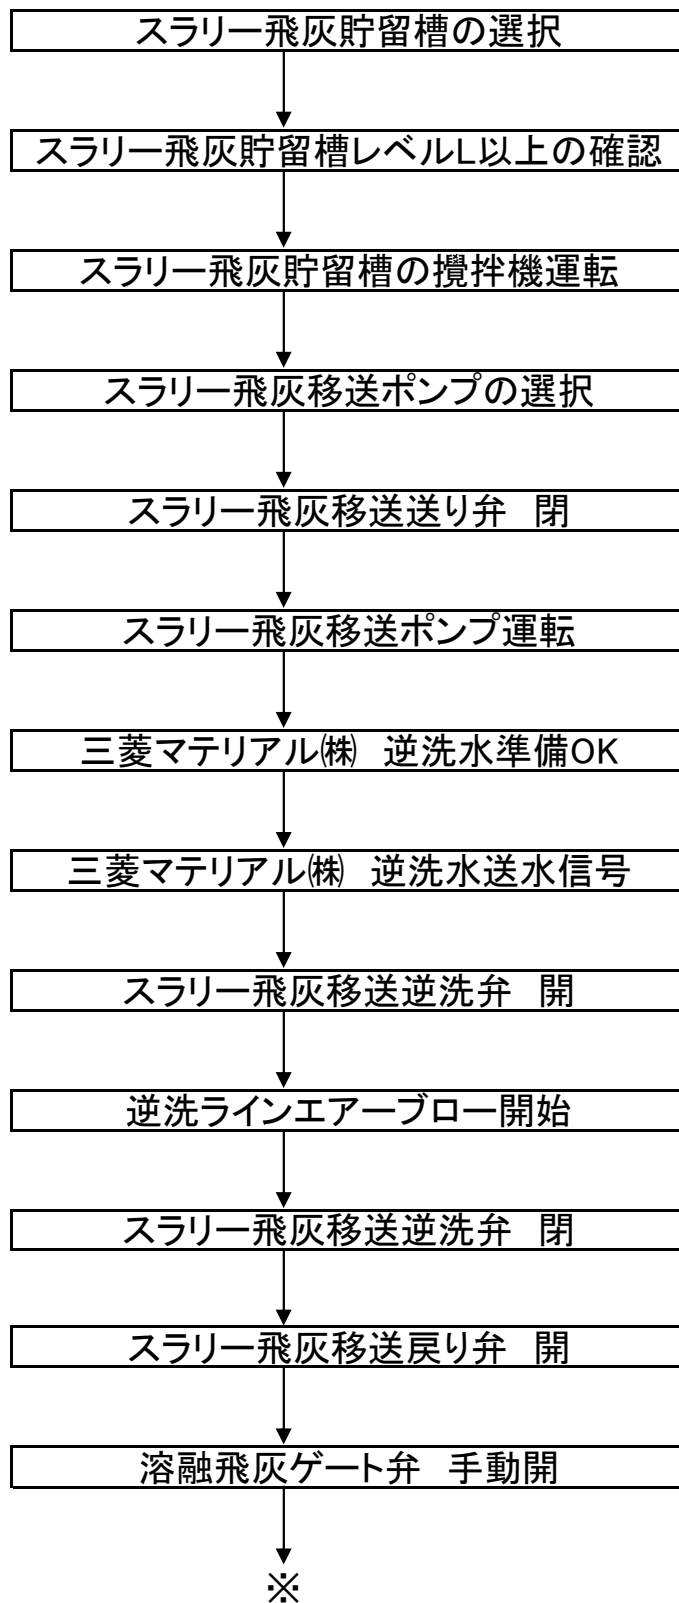 スラリー飛灰貯留槽の選択
スラリー飛灰貯留槽レベルL以上の確認
スラリー飛灰貯留槽の攪拌機運転
スラリー飛灰移送ポンプの選択
スラリー飛灰移送送り弁　閉
スラリー飛灰移送ポンプ運転
三菱マテリアル㈱　逆洗水準備OK
三菱マテリアル㈱　逆洗水送水信号
スラリー飛灰移送逆洗弁　開
逆洗ラインエアーブロー開始
スラリー飛灰移送逆洗弁　閉
スラリー飛灰移送戻り弁　開
溶融飛灰ゲート弁　手動開
※